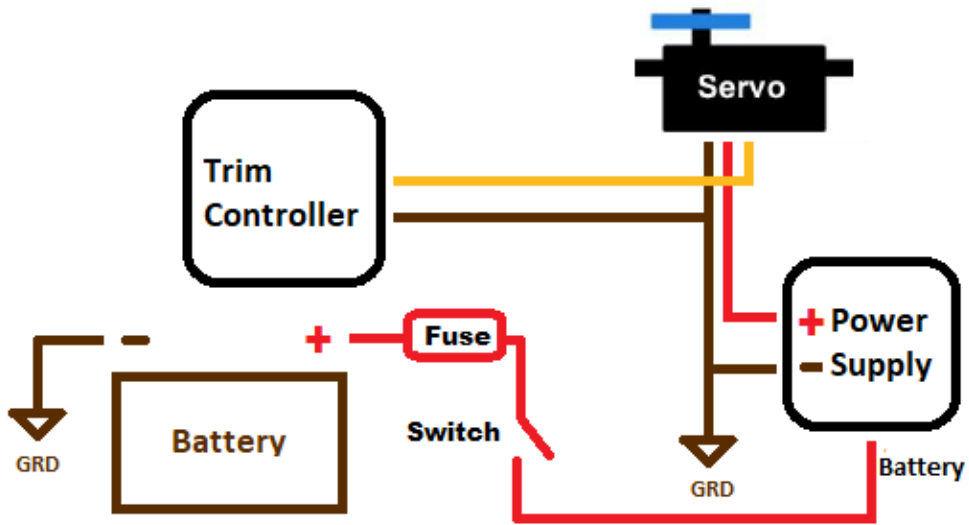 Servo
Trim
Controller
+ Power
- Supply
- +
Fuse
Battery
Switch
GRD
GRD
Battery